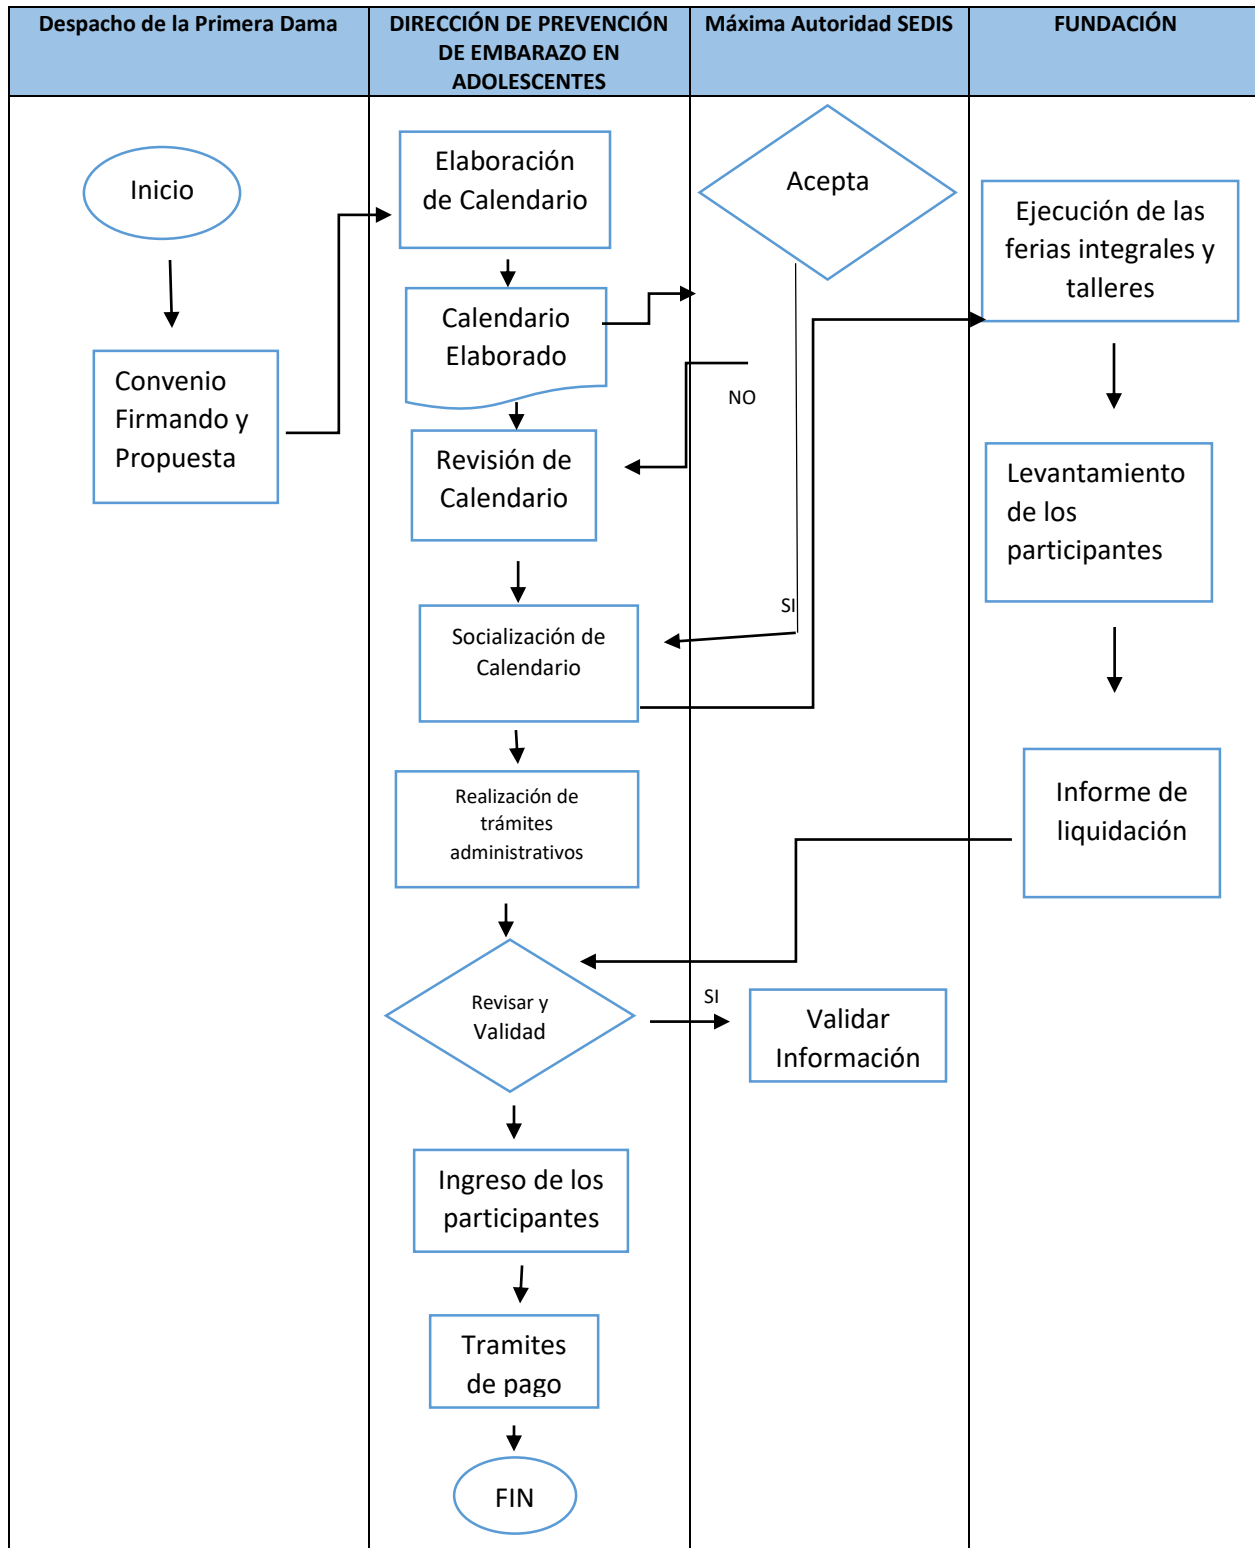 Despacho de la Primera Dama
DIRECCIÓN DE PREVENCIÓN
DE EMBARAZO EN
ADOLESCENTES
Máxima Autoridad SEDIS
FUNDACIÓN
Inicio
Convenio
Firmando y
Propuesta
Elaboración
de Calendario
Calendario
Elaborado
Revisión de
Calendario
Socialización de
Calendario
Realización de
trámites
administrativos
Revisar y
Validad
Ingreso de los
participantes
Tramites
de pago
FIN
Acepta
NO
SI
SI
Validar
Información
Ejecución de las
ferias integrales y
talleres
Levantamiento
de los
participantes
Informe de
liquidación